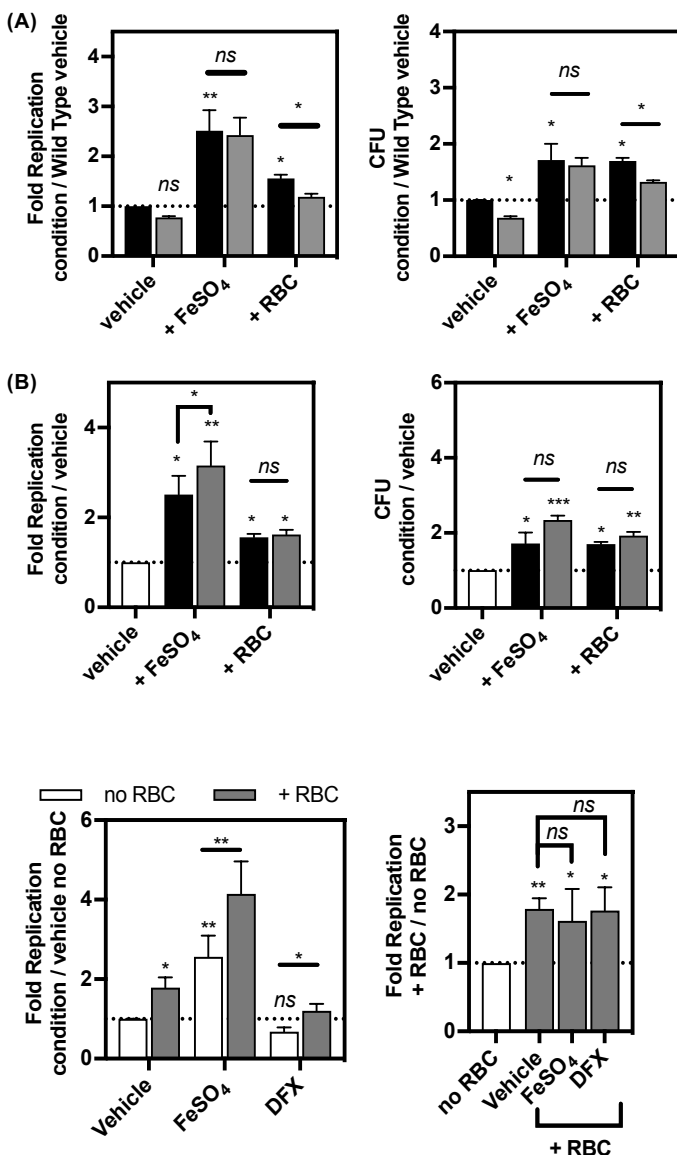 (A)
Fold Replication
condition / Wild Type vehicle
4
3
2
1
0
ns
**
ns
*
*
vehicle
+ FeSO4
+ RBC
CFU
condition / Wild Type vehicle
4
3
2
1
0
*
*
ns
*
*
vehicle
+ FeSO4
+ RBC
(B)
Fold Replication
condition / vehicle
4
2
0
*
*
**
ns
*
*
vehicle
+ FeSO4
+ RBC
CFU
condition / vehicle
6
4
2
0
ns
*
***
ns
*
**
vehicle
+ FeSO4
+ RBC
no RBC
+ RBC
Fold Replication
condition / vehicle no RBC
6
4
2
0
*
**
**
ns
*
Vehicle
FeSO4
DFX
Fold Replication
+ RBC / no RBC
3
2
1
0
ns
ns
**
*
*
no RBC
Vehicle
FeSO4
DFX
+ RBC